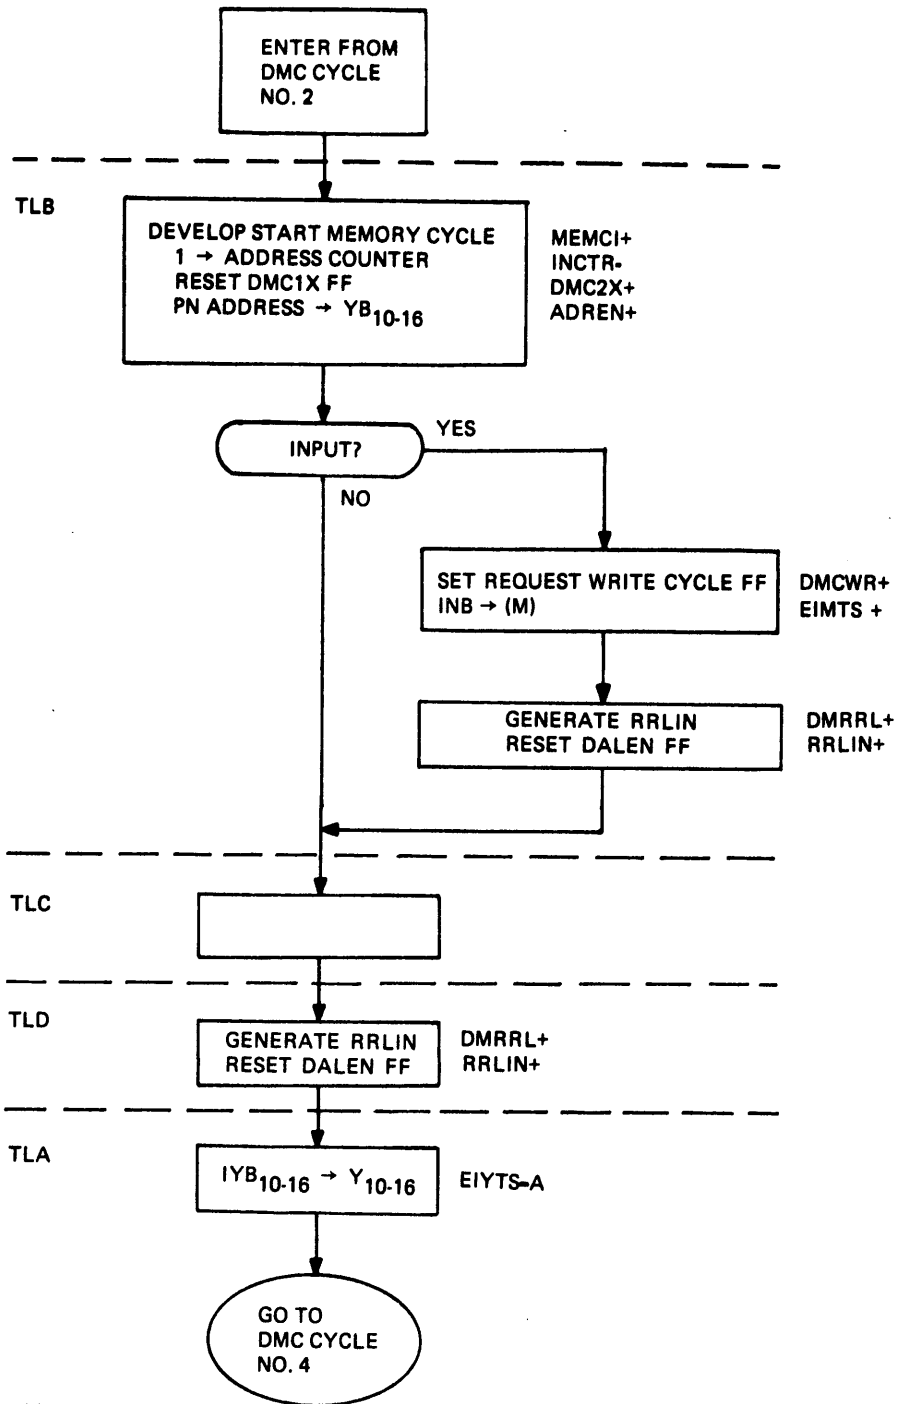 ENTER FROM
DMC CYCLE
NO. 2
TLB
DEVELOP START MEMORY CYCLE
1 → ADDRESS COUNTER
RESET DMC1X FF
PN ADDRESS → YB10-16
MEMCI+
INCTR-
DMC2X+
ADREN+
INPUT?
YES
NO
SET REQUEST WRITE CYCLE FF
INB → (M)
DMCWR+
EIMTS +
GENERATE RRLIN
RESET DALEN FF
DMRRL+
RRLIN+
TLC
TLD
GENERATE RRLIN
RESET DALEN FF
DMRRL+
RRLIN+
TLA
IYB10-16 → Y10-16
EIYTS-A
GO TO
DMC CYCLE
NO. 4